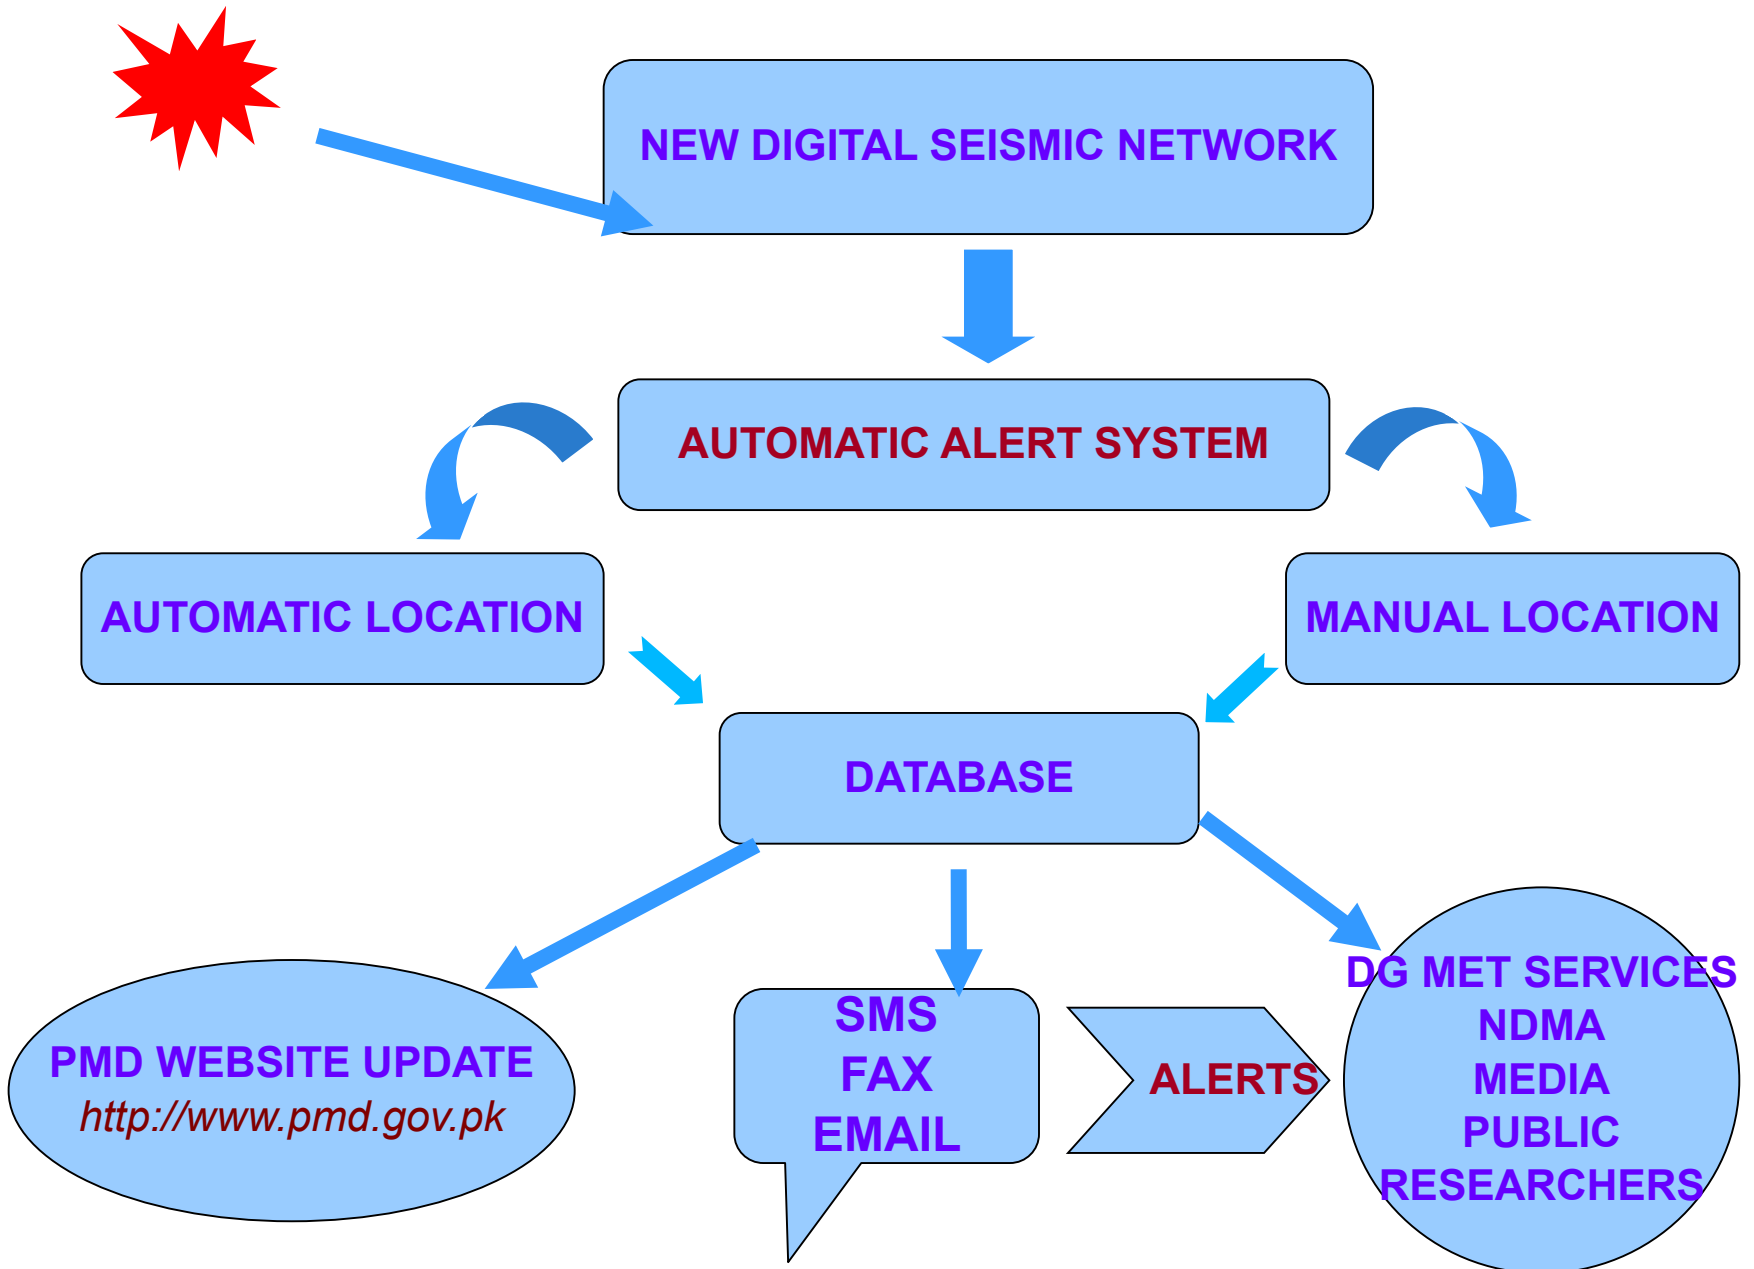 NEW DIGITAL SEISMIC NETWORK
AUTOMATIC ALERT SYSTEM
AUTOMATIC LOCATION
MANUAL LOCATION
DATABASE
PMD WEBSITE UPDATE
http://www.pmd.gov.pk
SMS
FAX
EMAIL
ALERTS
DG MET SERVICES
NDMA
MEDIA
PUBLIC
RESEARCHERS